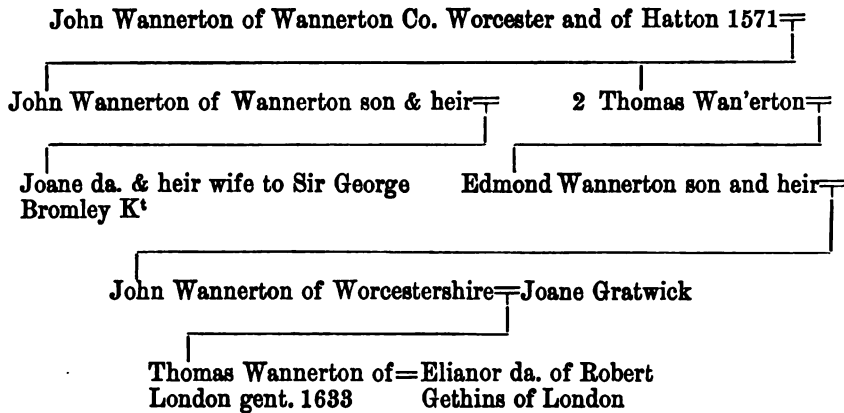 John Wannerton of Wannerton Co. Worcester and of Hatton 1571
John Wannerton of Wannerton son & heir 2 Thomas Wan'erton
Joane da. & heir wife to Sir George Edmond Wannerton son and heir
Bromley Kᵗ
John Wannerton of Worcestershire=Joane Gratwick
Thomas Wannerton of=Elianor da. of Robert
London gent. 1633 Gethins of London